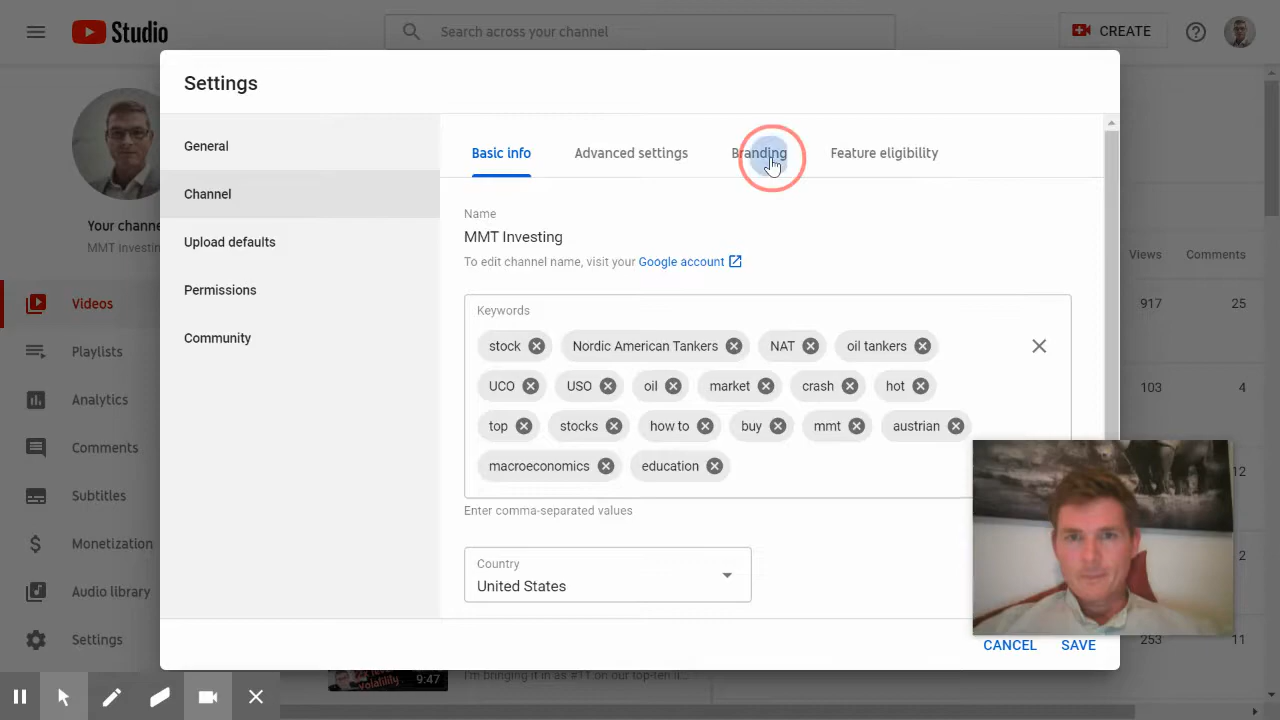 Studio
Search across your channel
CREATE
Settings
General
Channel
Upload defaults
Permissions
Community
Basic info
Advanced settings
Branding
Feature eligibility
Name
MMT Investing
To edit channel name, visit your Google account
Keywords
stock
Nordic American Tankers
NAT
oil tankers
UCO
USO
oil
market
crash
hot
top
stocks
how to
buy
mmt
austrian
macroeconomics
education
Enter comma-separated values
Country
United States
CANCEL
SAVE
Your channe
MMT Investin
Videos
Playlists
Analytics
Comments
Subtitles
Monetization
Audio library
Settings
Views
Comments
917
25
103
4
12
2
253
11
Volatility
9:47
I'm bringing it in as #11 on our top-ten li...